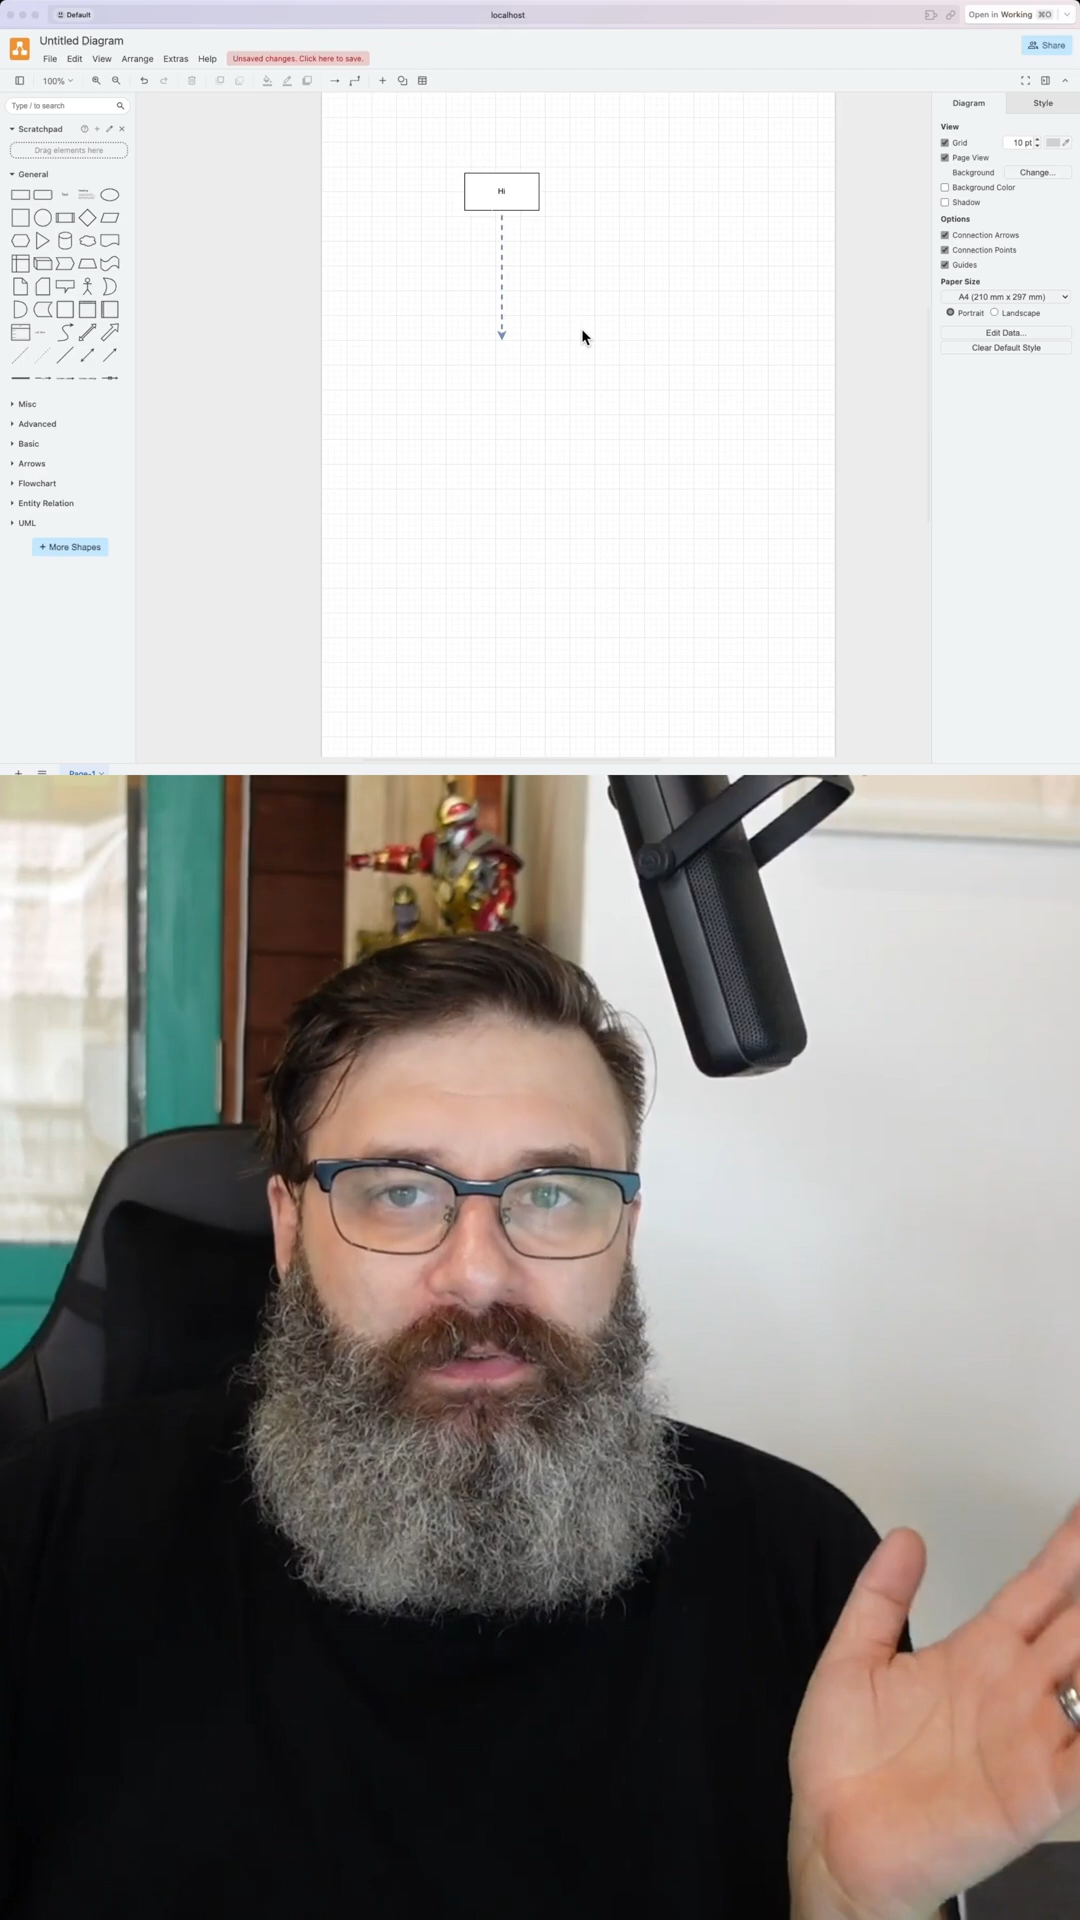 Default
localhost
Open in Working ⌘O
Untitled Diagram
File Edit View Arrange Extras Help
Unsaved changes. Click here to save.
Share
100%
Type / to search
Scratchpad
Drag elements here
General
Text
Misc
Advanced
Basic
Arrows
Flowchart
Entity Relation
UML
+ More Shapes
Hi
Diagram Style
View
Grid 10 pt
Page View
Background Change...
Background Color
Shadow
Options
Connection Arrows
Connection Points
Guides
Paper Size
A4 (210 mm x 297 mm)
Portrait Landscape
Edit Data...
Clear Default Style
Page-1